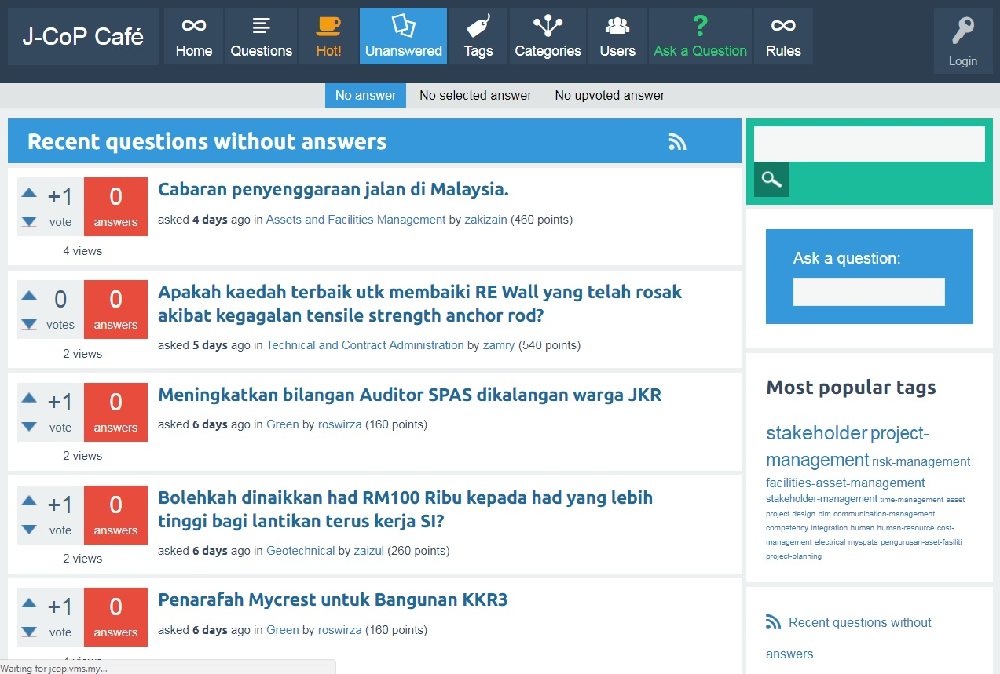 J-CoP Café
Home
Questions
Hot!
Unanswered
Tags
Categories
Users
?
Ask a Question
Rules
Login
No answer
No selected answer
No upvoted answer
Recent questions without answers
+1
vote
0
answers
4 views
Cabaran penyenggaraan jalan di Malaysia.
asked 4 days ago in Assets and Facilities Management by zakizain (460 points)
0
votes
0
answers
2 views
Apakah kaedah terbaik utk membaiki RE Wall yang telah rosak
akibat kegagalan tensile strength anchor rod?
asked 5 days ago in Technical and Contract Administration by zamry (540 points)
+1
vote
0
answers
2 views
Meningkatkan bilangan Auditor SPAS dikalangan warga JKR
asked 6 days ago in Green by roswirza (160 points)
+1
vote
0
answers
2 views
Bolehkah dinaikkan had RM100 Ribu kepada had yang lebih
tinggi bagi lantikan terus kerja SI?
asked 6 days ago in Geotechnical by zaizul (260 points)
+1
vote
0
answers
Penarafah Mycrest untuk Bangunan KKR3
asked 6 days ago in Green by roswirza (160 points)
Waiting for jcop.vms.my...
Ask a question:
Most popular tags
stakeholder project-
management risk-management
facilities-asset-management
stakeholder-management time-management asset
project design bim communication-management
competency integration human human-resource cost-
management electrical myspata pengurusan-aset-fasiliti
project-planning
Recent questions without
answers